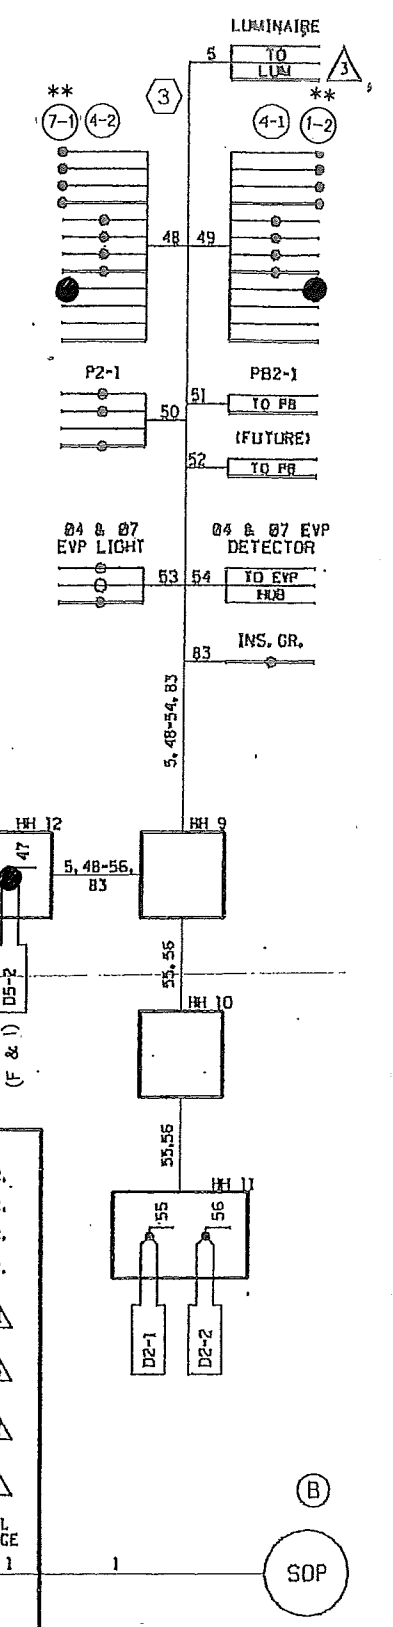 LUMINAIRE
5
TO
LUM
3
3
**
**
7-1
4-2
4-1
1-2
48
49
P2-1
PB2-1
51
TO PB
50
(FUTURE)
52
TO PB
04 & 07
EVP LIGHT
04 & 07 EVP
DETECTOR
53
54
TO EVP
HUB
INS. GR.
83
5, 48-54, 83
HH 12
HH 9
47
5, 48-56,
83
D5-2
55, 56
HH 10
(F & I)
55,56
HH 11
55
56
D2-1
D2-2
B
L
GE
1
1
SOP